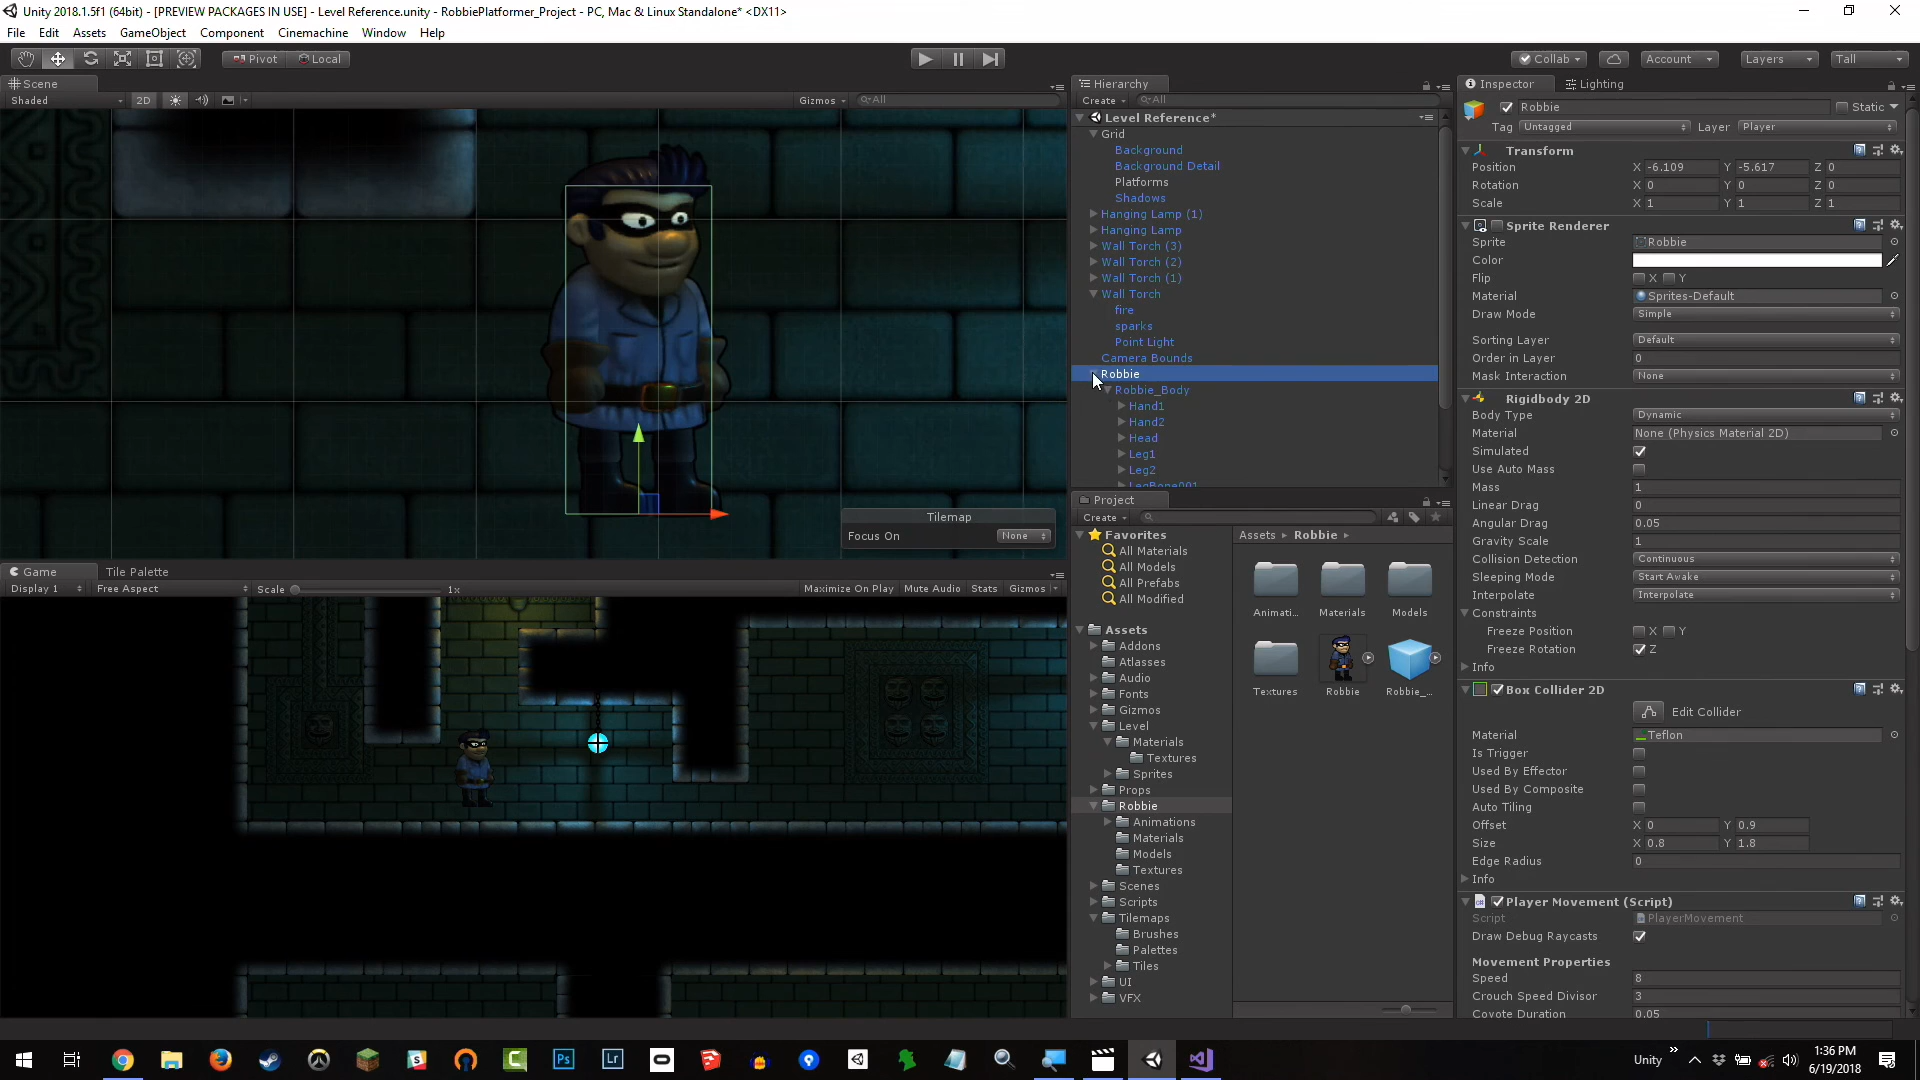 Unity 2018.1.5f1 (64bit) - [PREVIEW PACKAGES IN USE] - Level Reference.unity - RobbiePlatformer_Project - PC, Mac & Linux Standalone* <DX11>
File Edit Assets GameObject Component Cinemachine Window Help
Pivot Local Collab Account Layers Tall
Scene
Shaded 2D Gizmos All
Tilemap
Focus On None
Game Tile Palette
Display 1 Free Aspect Scale 1x Maximize On Play Mute Audio Stats Gizmos
Hierarchy
Create All
Level Reference*
Grid
Background
Background Detail
Platforms
Shadows
Hanging Lamp (1)
Hanging Lamp
Wall Torch (3)
Wall Torch (2)
Wall Torch (1)
Wall Torch
fire
sparks
Point Light
Camera Bounds
Robbie
Robbie_Body
Hand1
Hand2
Head
Leg1
Leg2
LegBone001
Project
Create
Favorites
All Materials
All Models
All Prefabs
All Modified
Assets
Addons
Atlasses
Audio
Fonts
Gizmos
Level
Materials
Textures
Sprites
Props
Robbie
Animations
Materials
Models
Textures
Scenes
Scripts
Tilemaps
Brushes
Palettes
Tiles
UI
VFX
Assets Robbie
Animati... Materials Models
Textures Robbie Robbie_...
Inspector Lighting
Robbie Static
Tag Untagged Layer Player
Transform
Position X -6.109 Y -5.617 Z 0
Rotation X 0 Y 0 Z 0
Scale X 1 Y 1 Z 1
Sprite Renderer
Sprite Robbie
Color
Flip X Y
Material Sprites-Default
Draw Mode Simple
Sorting Layer Default
Order in Layer 0
Mask Interaction None
Rigidbody 2D
Body Type Dynamic
Material None (Physics Material 2D)
Simulated
Use Auto Mass
Mass 1
Linear Drag 0
Angular Drag 0.05
Gravity Scale 1
Collision Detection Continuous
Sleeping Mode Start Awake
Interpolate Interpolate
Constraints
Freeze Position X Y
Freeze Rotation Z
Info
Box Collider 2D
Edit Collider
Material Teflon
Is Trigger
Used By Effector
Used By Composite
Auto Tiling
Offset X 0 Y 0.9
Size X 0.8 Y 1.8
Edge Radius 0
Info
Player Movement (Script)
Script PlayerMovement
Draw Debug Raycasts
Movement Properties
Speed 8
Crouch Speed Divisor 3
Coyote Duration 0.05
Ps Lr
Unity 1:36 PM
6/19/2018